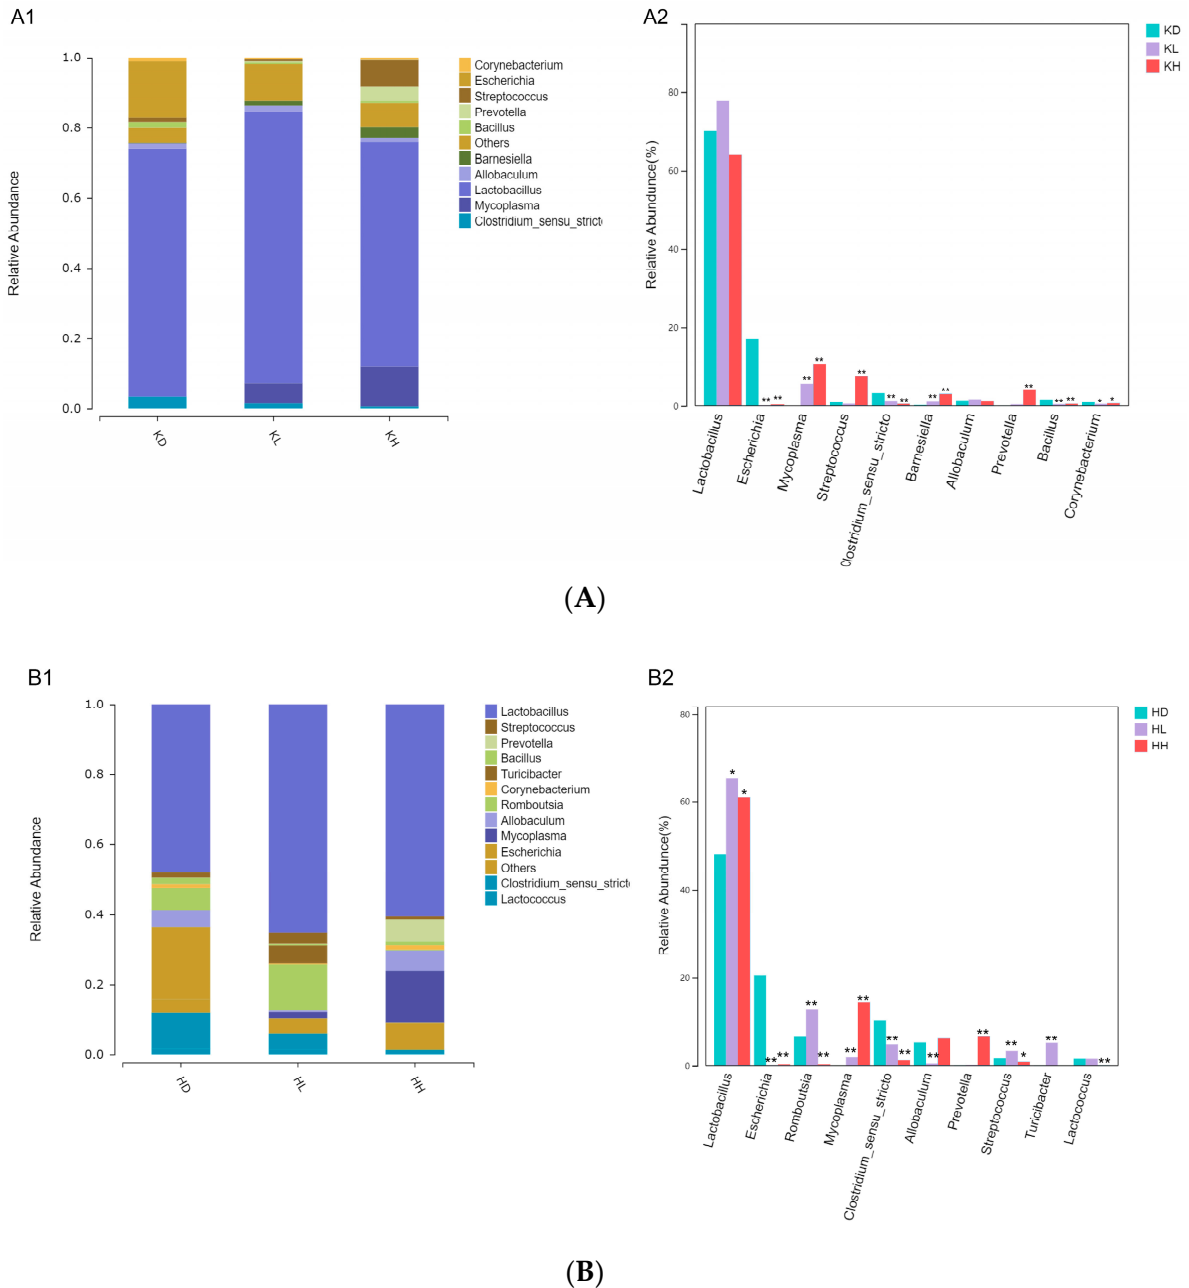 A1
A2
1.0
0.8
0.6
0.4
0.2
0.0
Relative Abundance
KD
KL
KH
Corynebacterium
Escherichia
Streptococcus
Prevotella
Bacillus
Others
Barnesiella
Allobaculum
Lactobacillus
Mycoplasma
Clostridium_sensu_stricto
KD
KL
KH
Relative Abundunce(%)
80
60
40
20
0
** **
** **
**
** **
** **
**
** **
* *
Lactobacillus
Escherichia
Mycoplasma
Streptococcus
Clostridium_sensu_stricto
Barnesiella
Allobaculum
Prevotella
Bacillus
Corynebacterium
(A)
B1
B2
1.0
0.8
0.6
0.4
0.2
0.0
Relative Abundance
HD
HL
HH
Lactobacillus
Streptococcus
Prevotella
Bacillus
Turicibacter
Corynebacterium
Romboutsia
Allobaculum
Mycoplasma
Escherichia
Others
Clostridium_sensu_stricto
Lactococcus
HD
HL
HH
Relative Abundunce(%)
80
60
40
20
0
* *
** **
** **
** **
** **
**
**
** *
**
**
Lactobacillus
Escherichia
Romboutsia
Mycoplasma
Clostridium_sensu_stricto
Allobaculum
Prevotella
Streptococcus
Turicibacter
Lactococcus
(B)